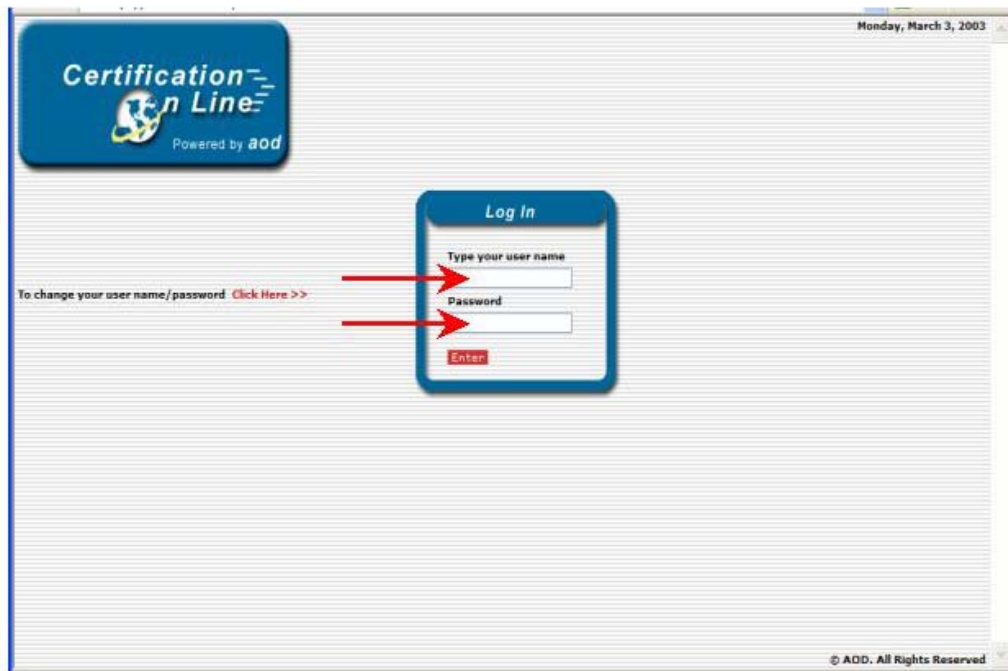 Monday, March 3, 2003
Certification
On Line
Powered by aod
Log In
Type your user name
To change your user name/password Click Here >>
Password
Enter
© AOD. All Rights Reserved